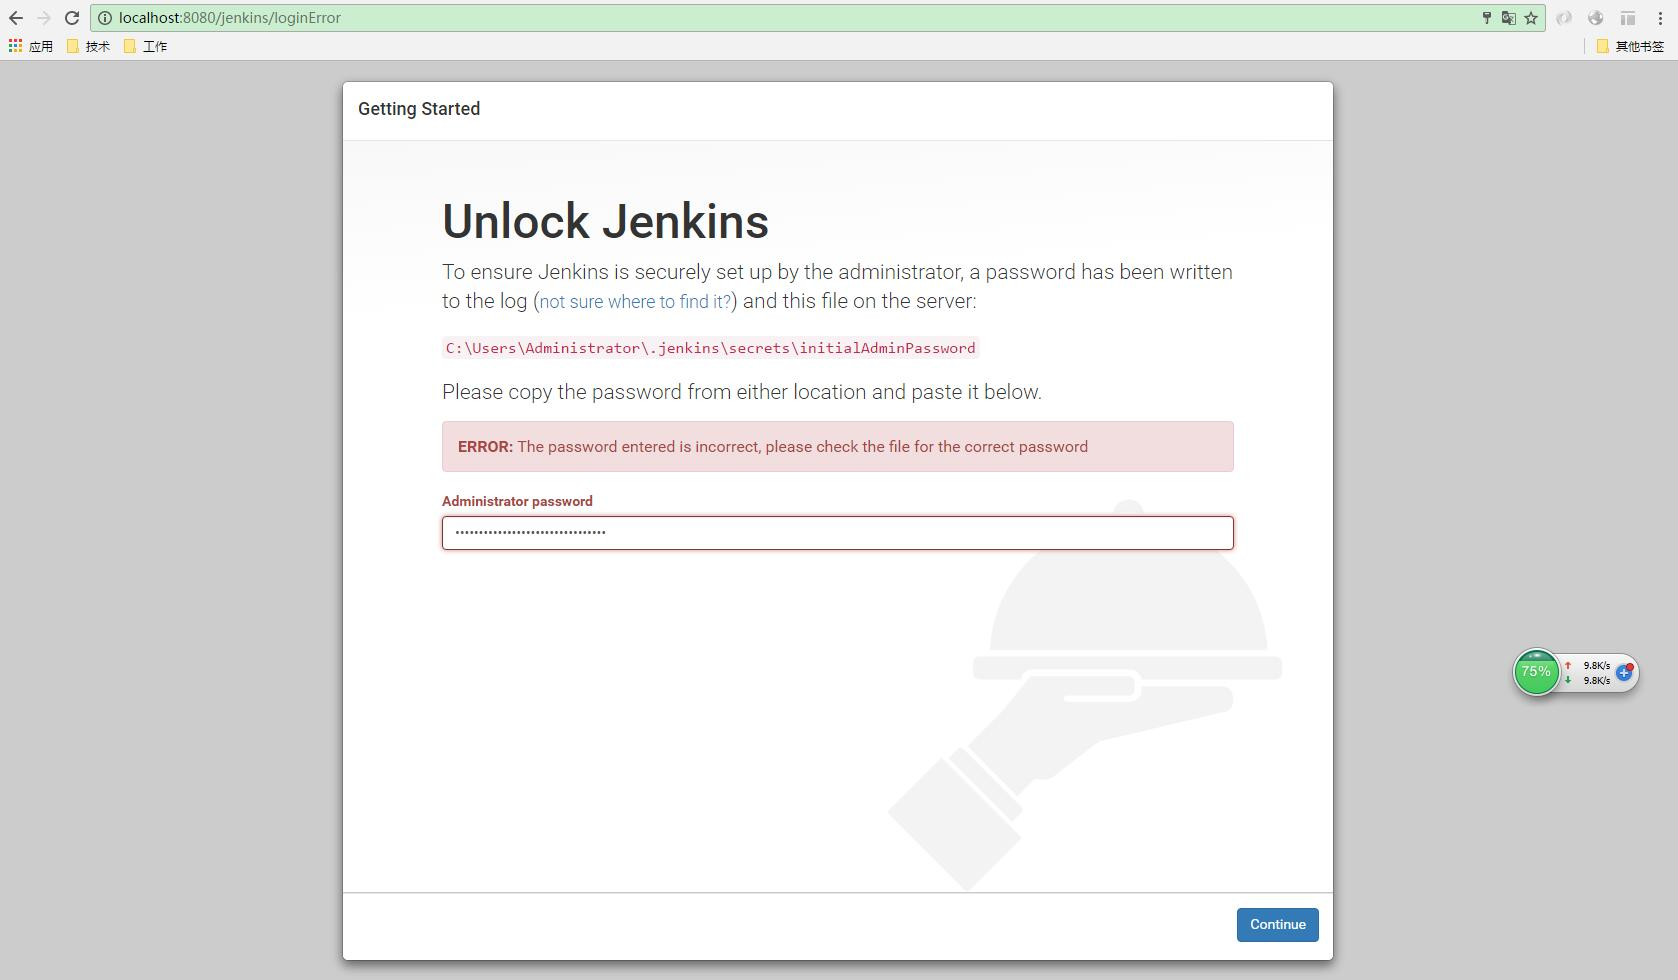 localhost:8080/jenkins/loginError
应用 技术 工作 其他书签
Getting Started
Unlock Jenkins
To ensure Jenkins is securely set up by the administrator, a password has been written
to the log (not sure where to find it?) and this file on the server:
C:\Users\Administrator\.jenkins\secrets\initialAdminPassword
Please copy the password from either location and paste it below.
ERROR: The password entered is incorrect, please check the file for the correct password
Administrator password
75%
9.8K/s
9.8K/s
Continue